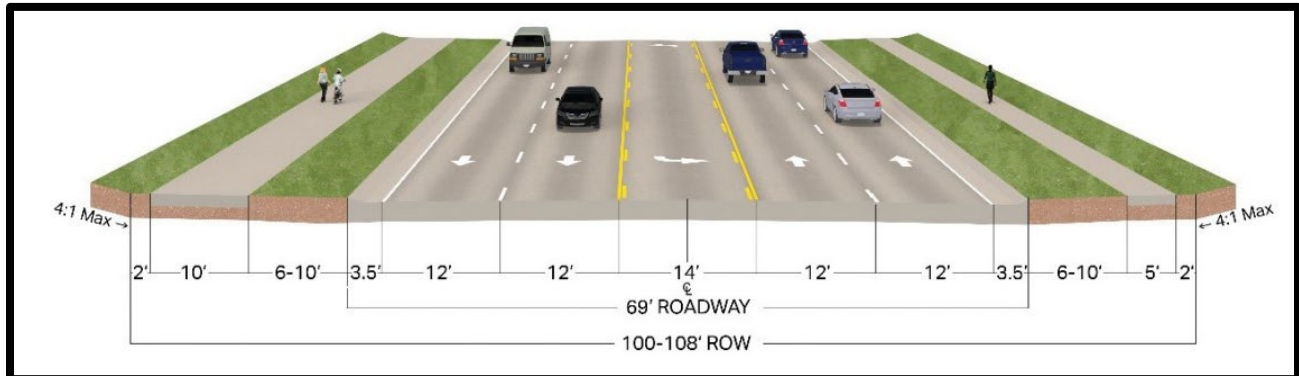 4:1 Max →
← 4:1 Max
2' 10' 6-10' 3.5' 12' 12' 14' 12' 12' 3.5' 6-10' 5' 2'
℄
69' ROADWAY
100-108' ROW